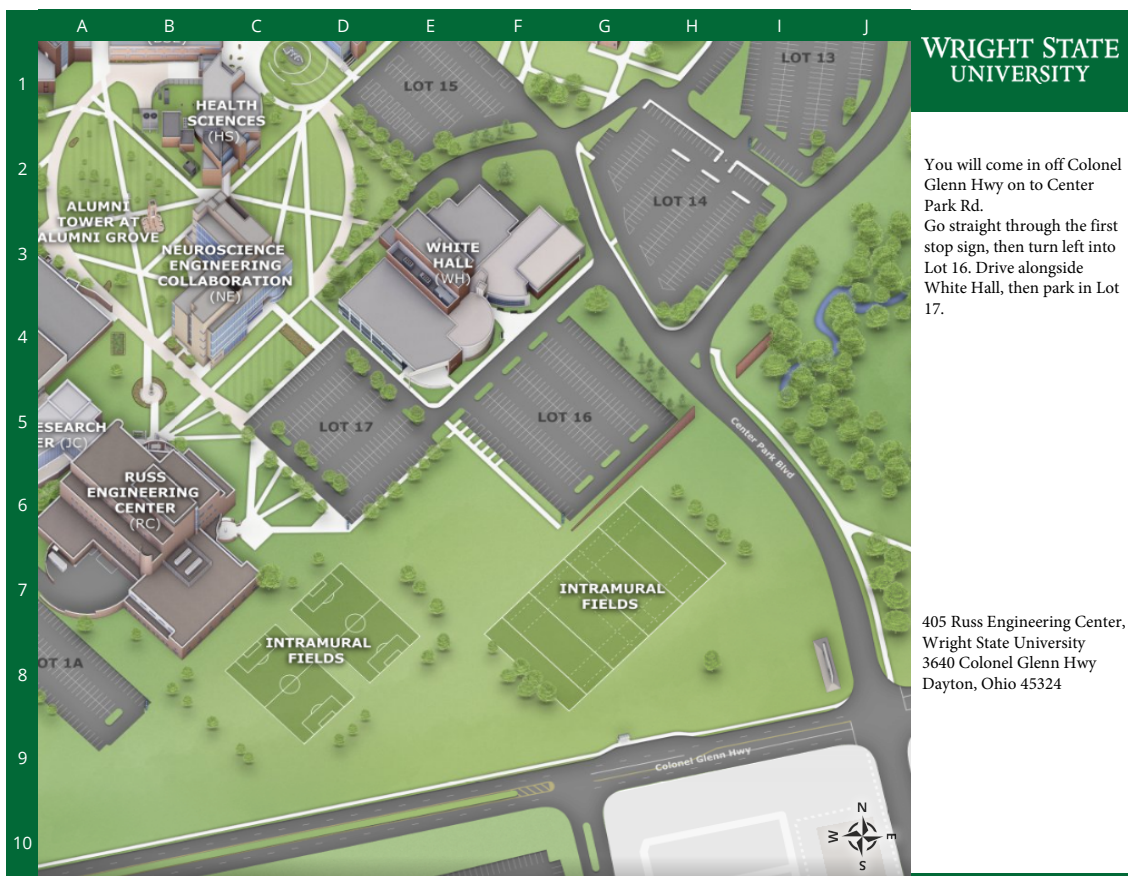 A B C D E F G H I J
WRIGHT STATE
UNIVERSITY
1
2
3
4
5
6
7
8
9
10
LOT 15
LOT 13
HEALTH
SCIENCES
(HS)
You will come in off Colonel
Glenn Hwy on to Center
Park Rd.
Go straight through the first
stop sign, then turn left into
Lot 16. Drive alongside
White Hall, then park in Lot
17.
LOT 14
ALUMNI
TOWER AT
ALUMNI GROVE
NEUROSCIENCE
ENGINEERING
COLLABORATION
(NE)
WHITE
HALL
(WH)
LOT 17
LOT 16
Center Park Blvd
ESEARCH
ER (JC)
RUSS
ENGINEERING
CENTER
(RC)
INTRAMURAL
FIELDS
INTRAMURAL
FIELDS
OT 1A
405 Russ Engineering Center,
Wright State University
3640 Colonel Glenn Hwy
Dayton, Ohio 45324
Colonel Glenn Hwy
N
W E
S